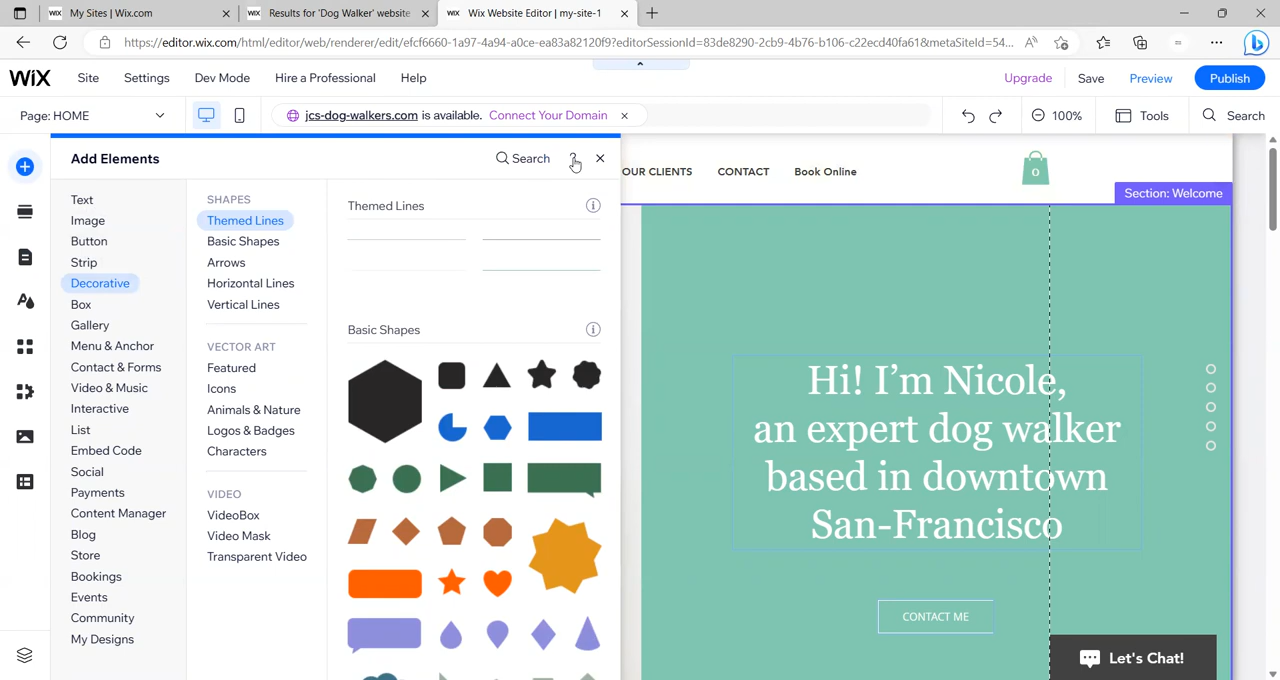 My Sites | Wix.com
WiX
Results for 'Dog Walker' website
WiX
Wix Website Editor | my-site-1
https://editor.wix.com/html/editor/web/renderer/edit/efcf6660-1a97-4a94-a0ce-ea83a82120f9?editorSessionId=83de8290-2cb9-4b76-b106-c22ecd40fa61&metaSiteId=54...
WiX
Site
Settings
Dev Mode
Hire a Professional
Help
Upgrade
Save
Preview
Publish
Page: HOME
jcs-dog-walkers.com is available. Connect Your Domain
100%
Tools
Search
Add Elements
Search
?
Text
Image
Button
Strip
Decorative
Box
Gallery
Menu & Anchor
Contact & Forms
Video & Music
Interactive
List
Embed Code
Social
Payments
Content Manager
Blog
Store
Bookings
Events
Community
My Designs
SHAPES
Themed Lines
Basic Shapes
Arrows
Horizontal Lines
Vertical Lines
VECTOR ART
Featured
Icons
Animals & Nature
Logos & Badges
Characters
VIDEO
VideoBox
Video Mask
Transparent Video
Themed Lines
Basic Shapes
OUR CLIENTS
CONTACT
Book Online
0
Section: Welcome
Hi! I'm Nicole,
an expert dog walker
based in downtown
San-Francisco
CONTACT ME
Let's Chat!